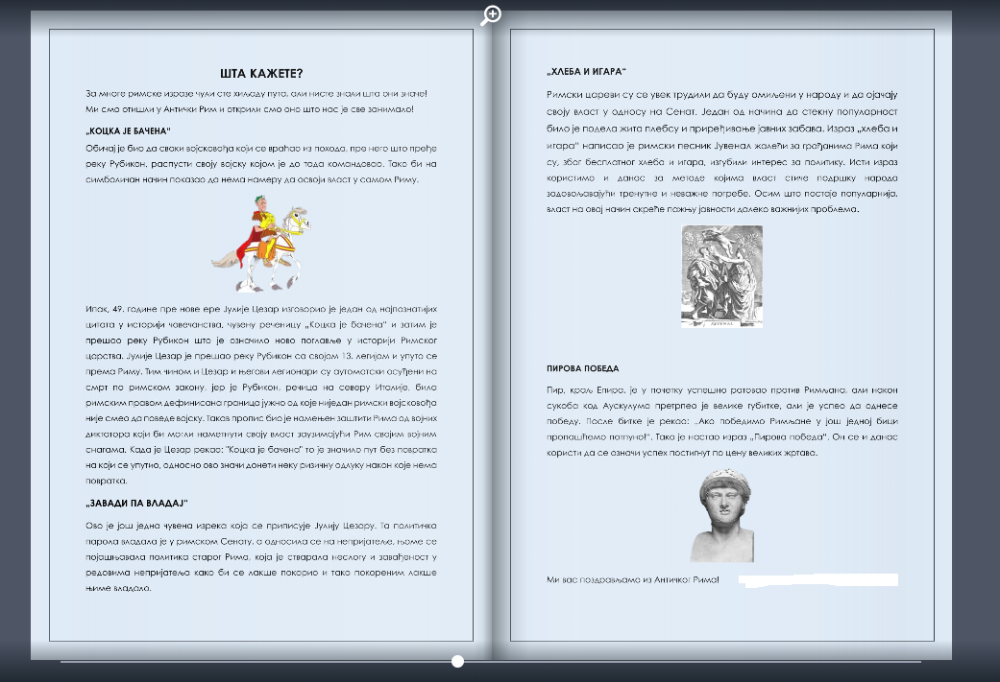 ШТА КАЖЕТЕ?
За многе римске изразе чули сте хиљаду пута, али нисте знали шта они значе!
Ми смо отишли у Антички Рим и открили смо оно што нас је све занимало!
„КОЦКА ЈЕ БАЧЕНА“
Обичај је био да сваки војсковођа који се враћао из похода, пре него што пређе
реку Рубикон, распусти своју војску којом је до тада командовао. Тако би на
симболичан начин показао да нема намеру да освоји власт у самом Риму.
Ипак, 49. године пре нове ере Јулије Цезар изговорио је један од најпознатијих
цитата у историји човечанства, чувену реченицу „Коцка је бачена“ и затим је
прешао реку Рубикон што је означило ново поглавље у историји Римског
царства. Јулије Цезар је прешао реку Рубикон са својом 13. легијом и упуто се
према Риму. Тим чином и Цезар и његови легионари су аутоматски осуђени на
смрт по римском закону, јер је Рубикон, речица на северу Италије, била
римским правом дефинисана граница јужно од које ниједан римски војсковођа
није смео да поведе војску. Такав пропис био је намењен заштити Рима од војних
диктатора који би могли наметнути своју власт заузимајући Рим својим војним
снагама. Када је Цезар рекао: "Коцка је бачена" то је значило пут без повратка
на који се упутио, односно ово значи донети неку ризичну одлуку након које нема
повратка.
„ЗАВАДИ ПА ВЛАДАЈ“
Ово је још једна чувена изрека која се приписује Јулију Цезару. Та политичка
парола владала је у римском Сенату, а односила се на непријатеље, њоме се
појашњавала политика старог Рима, која је стварала неслогу и завађеност у
редовима непријатеља како би се лакше покорио и тако покореним лакше
њиме владало.
„ХЛЕБА И ИГАРА“
Римски цареви су се увек трудили да буду омиљени у народу и да ојачају
своју власт у односу на Сенат. Један од начина да стекну популарност
било је подела жита плебсу и приређивање јавних забава. Израз „хлеба и
игара“ написао је римски песник Јувенал жалећи за грађанима Рима који
су, због бесплатног хлеба и игара, изгубили интерес за политику. Исти израз
користимо и данас за методе којима власт стиче подршку народа
задовољавајући тренутне и неважне потребе. Осим што постаје популарнија,
власт на овај начин скреће пажњу јавности далеко важнијих проблема.
JUVENAL
ПИРОВА ПОБЕДА
Пир, краљ Епира, је у почетку успешно ратовао против Римљана, али након
сукоба код Аускулума претрпео је велике губитке, али је успео да однесе
победу. После битке је рекао: „Ако победимо Римљане у још једној бици
пропашћемо потпуно!“. Тако је настао израз „Пирова победа“. Он се и данас
користи да се означи успех постигнут по цену великих жртава.
Ми вас поздрављамо из Античког Рима!